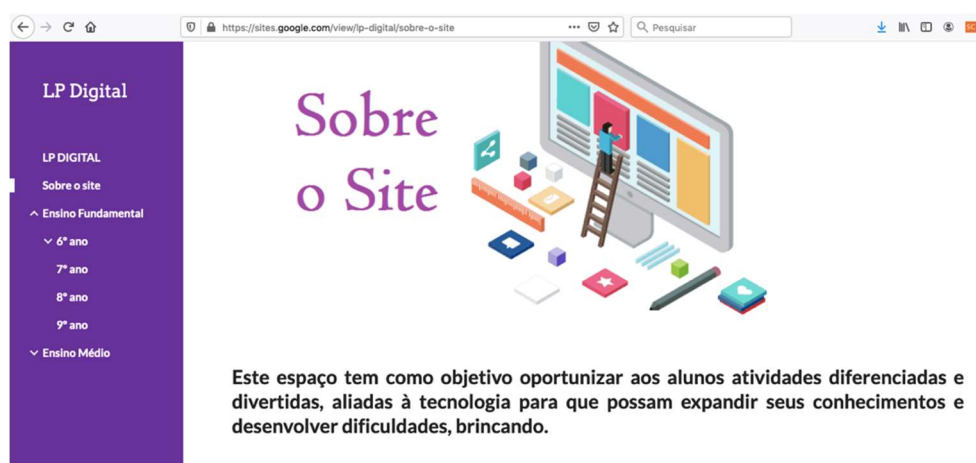 https://sites.google.com/view/lp-digital/sobre-o-site
Pesquisar
LP Digital
LP DIGITAL
Sobre o site
Ensino Fundamental
6º ano
7º ano
8º ano
9º ano
Ensino Médio
Sobre
o Site
Este espaço tem como objetivo oportunizar aos alunos atividades diferenciadas e
divertidas, aliadas à tecnologia para que possam expandir seus conhecimentos e
desenvolver dificuldades, brincando.